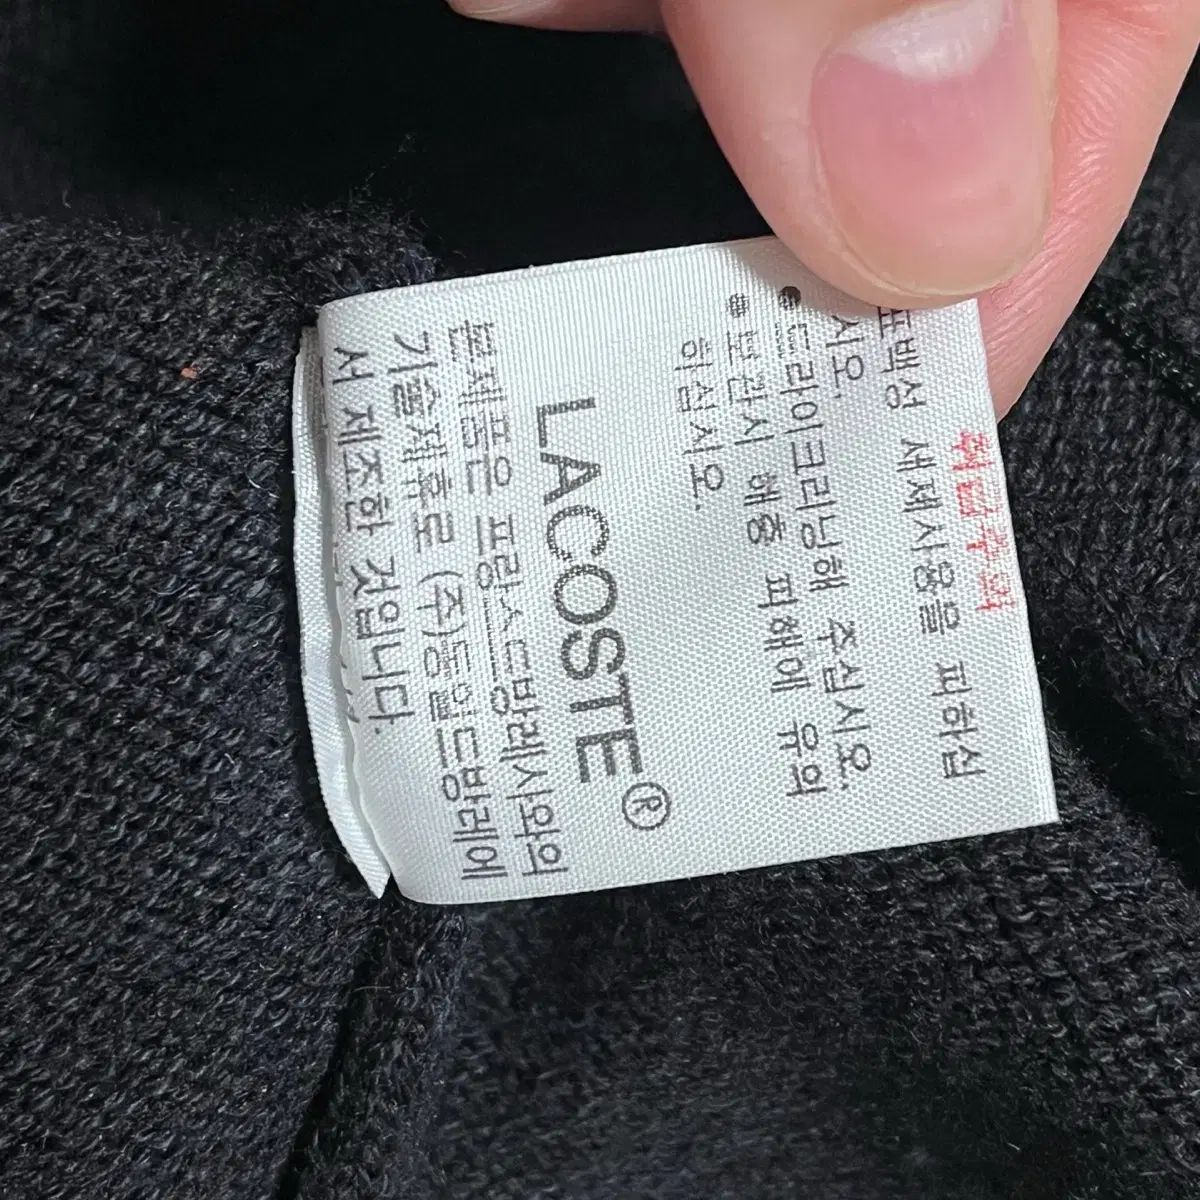 취급주의
표백성 세제사용을 피하십
시오.
드라이크리닝해 주십시오.
보관시 해충 피해에 유의
하십시오.
LACOSTE®
본제품은 프랑스드방레사와의
기술제휴로 (주)동일드방레에
서 제조한 것입니다.